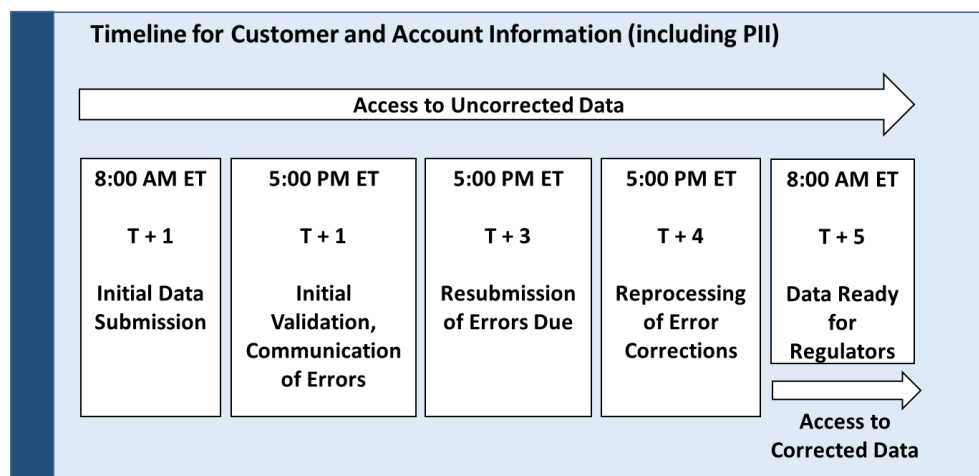 Timeline for Customer and Account Information (including PII)
Access to Uncorrected Data
8:00 AM ET
T + 1
Initial Data
Submission
5:00 PM ET
T + 1
Initial
Validation,
Communication
of Errors
5:00 PM ET
T + 3
Resubmission
of Errors Due
5:00 PM ET
T + 4
Reprocessing
of Error
Corrections
8:00 AM ET
T + 5
Data Ready
for
Regulators
Access to
Corrected Data